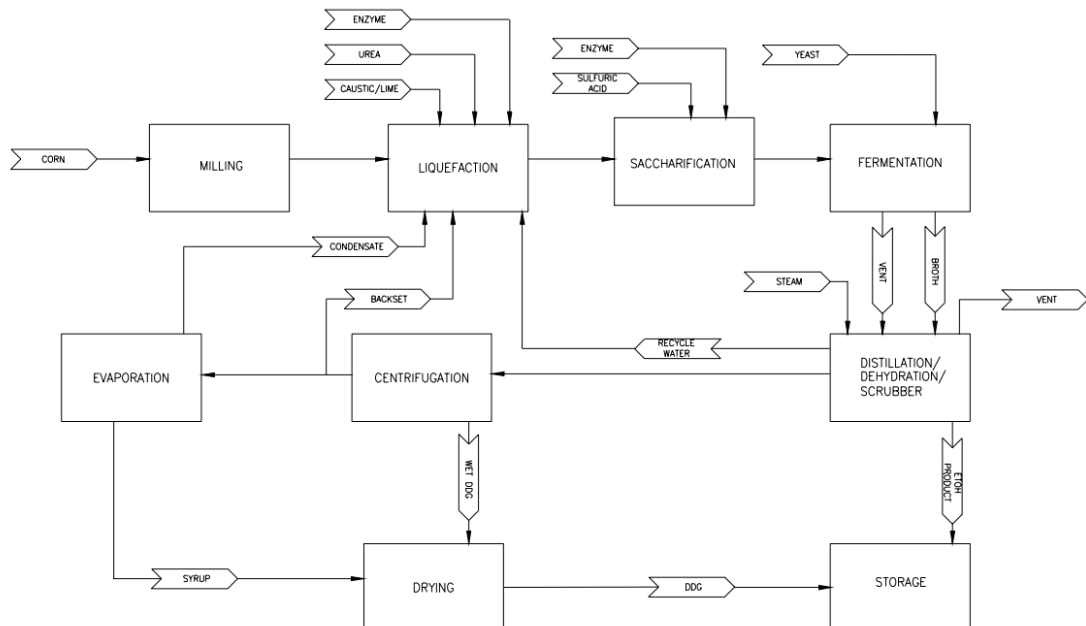 ENZYME
UREA
CAUSTIC/LIME
ENZYME
SULFURIC
ACID
YEAST
CORN
MILLING
LIQUEFACTION
SACCHARIFICATION
FERMENTATION
CONDENSATE
BACKSET
VENT
BROTH
STEAM
VENT
RECYCLE
WATER
EVAPORATION
CENTRIFUGATION
DISTILLATION/
DEHYDRATION/
SCRUBBER
WET DDG
ETOH
PRODUCT
SYRUP
DRYING
DDG
STORAGE